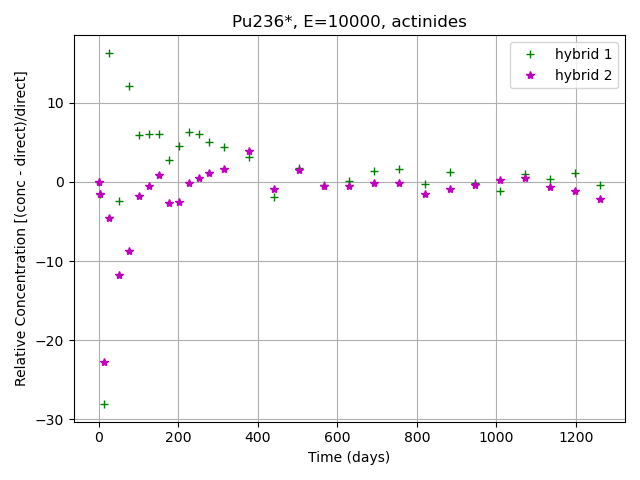 Pu236*, E=10000, actinides
hybrid 1
hybrid 2
Relative Concentration [(conc - direct)/direct]
10
0
−10
−20
−30
0 200 400 600 800 1000 1200
Time (days)